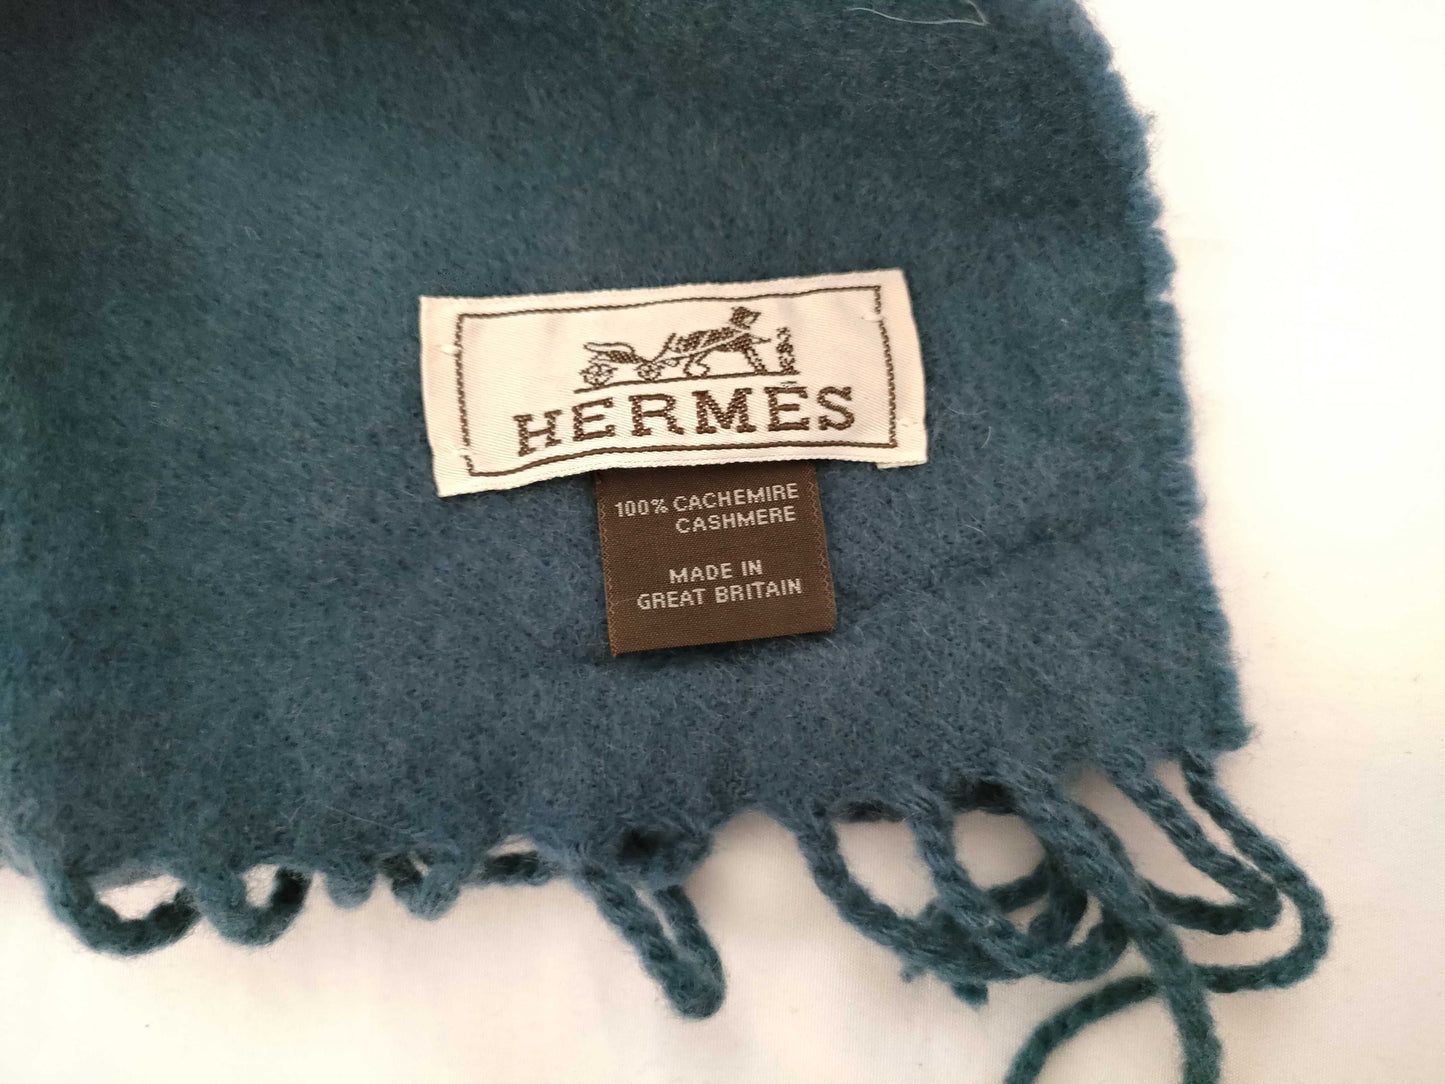 HERMÈS
100% CACHEMIRE
CASHMERE
MADE IN
GREAT BRITAIN